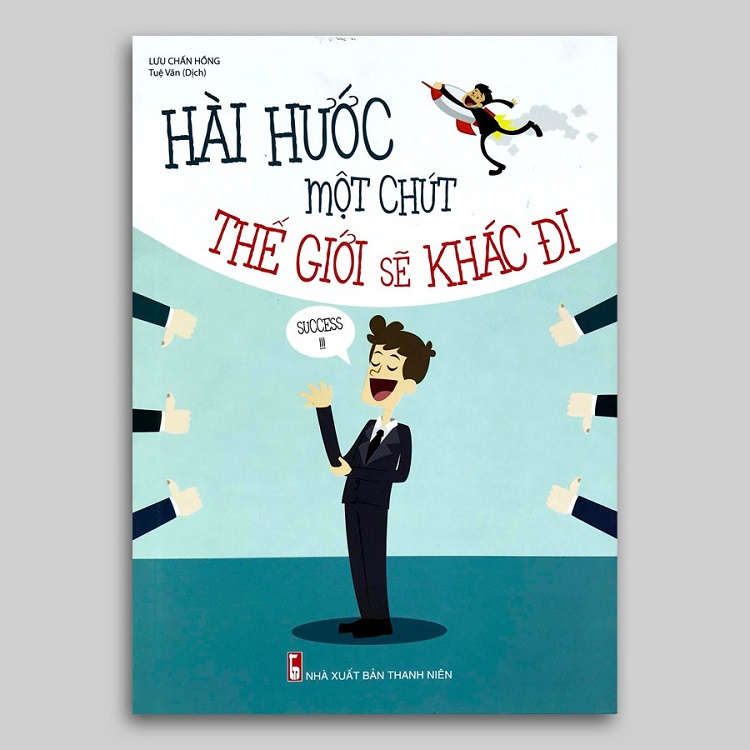 LƯU CHẤN HỒNG
Tuệ Văn (Dịch)
HÀI HƯỚC
MỘT CHÚT
THẾ GIỚI SẼ KHÁC ĐI
SUCCESS
!!!
NHÀ XUẤT BẢN THANH NIÊN